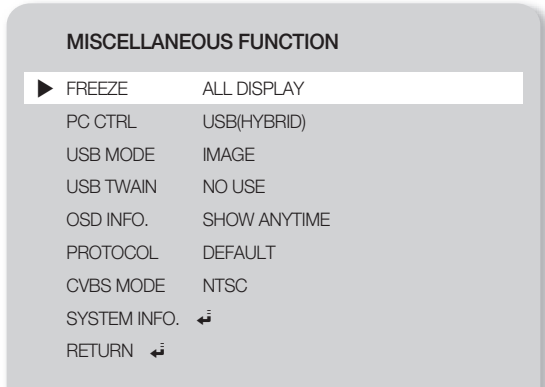 MISCELLANEOUS FUNCTION
FREEZE ALL DISPLAY
PC CTRL USB(HYBRID)
USB MODE IMAGE
USB TWAIN NO USE
OSD INFO. SHOW ANYTIME
PROTOCOL DEFAULT
CVBS MODE NTSC
SYSTEM INFO.
RETURN